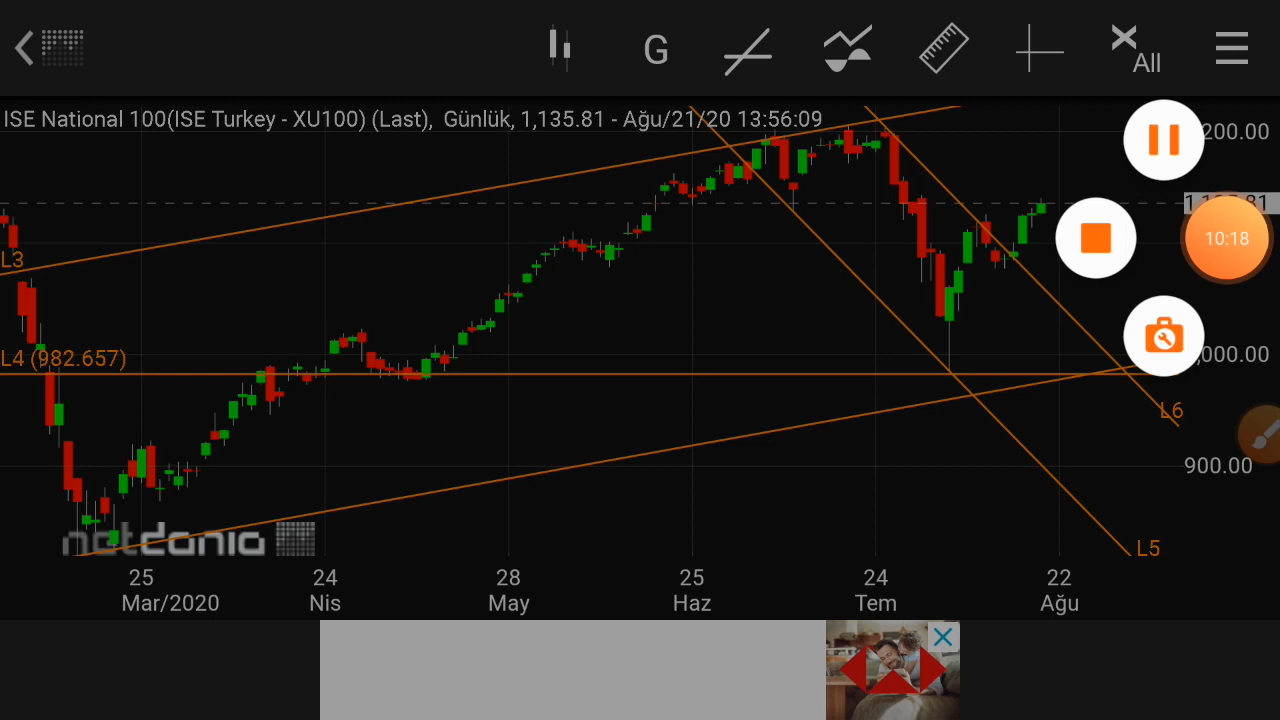 G
All
ISE National 100(ISE Turkey - XU100) (Last), Günlük, 1,135.81 - Ağu/21/20 13:56:09
200.00
10:18
L3
L4 (982.657)
,000.00
L6
900.00
netdania
L5
25 24 28 25 24 22
Mar/2020 Nis May Haz Tem Ağu